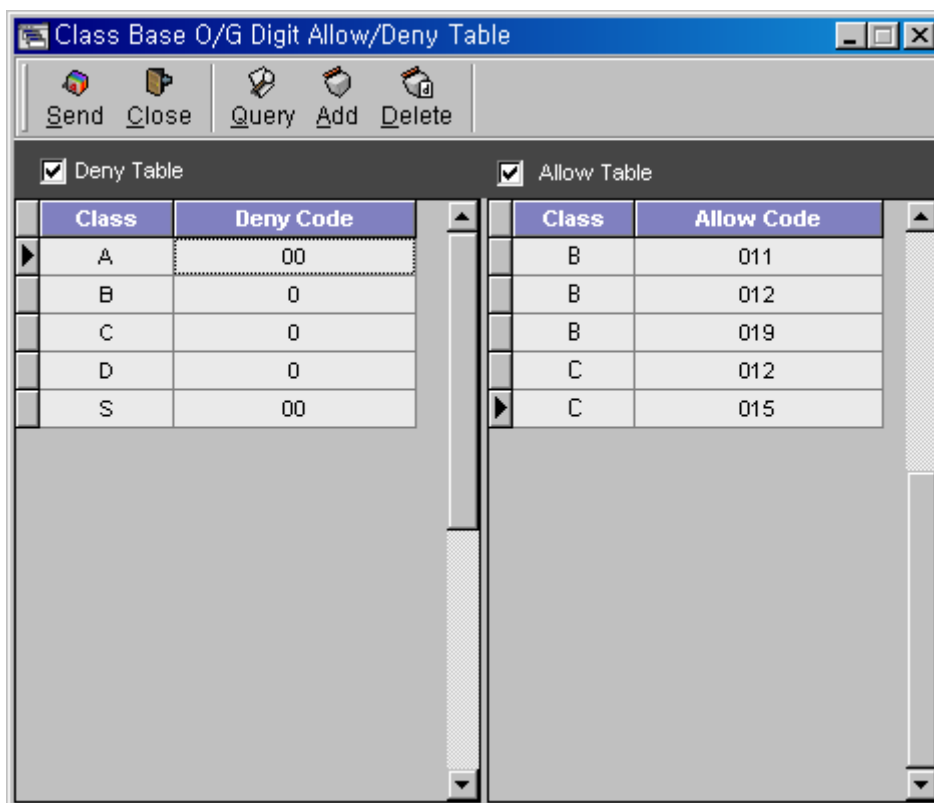 Class Base O/G Digit Allow/Deny Table
Send Close Query Add Delete
Deny Table
Class Deny Code
A 00
B 0
C 0
D 0
S 00
Allow Table
Class Allow Code
B 011
B 012
B 019
C 012
C 015